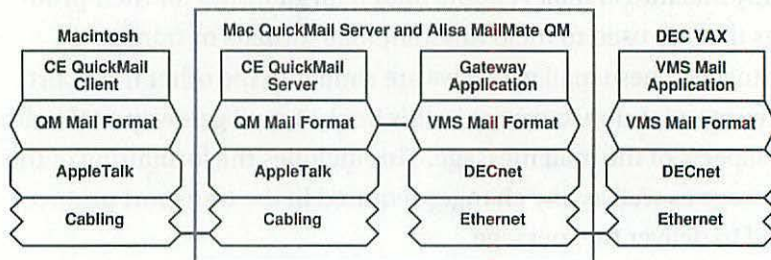 Mac QuickMail Server and Alisa MailMate QM
Macintosh
DEC VAX
CE QuickMail
Client
CE QuickMail
Server
Gateway
Application
VMS Mail
Application
QM Mail Format
QM Mail Format
VMS Mail Format
VMS Mail Format
AppleTalk
AppleTalk
DECnet
DECnet
Cabling
Cabling
Ethernet
Ethernet